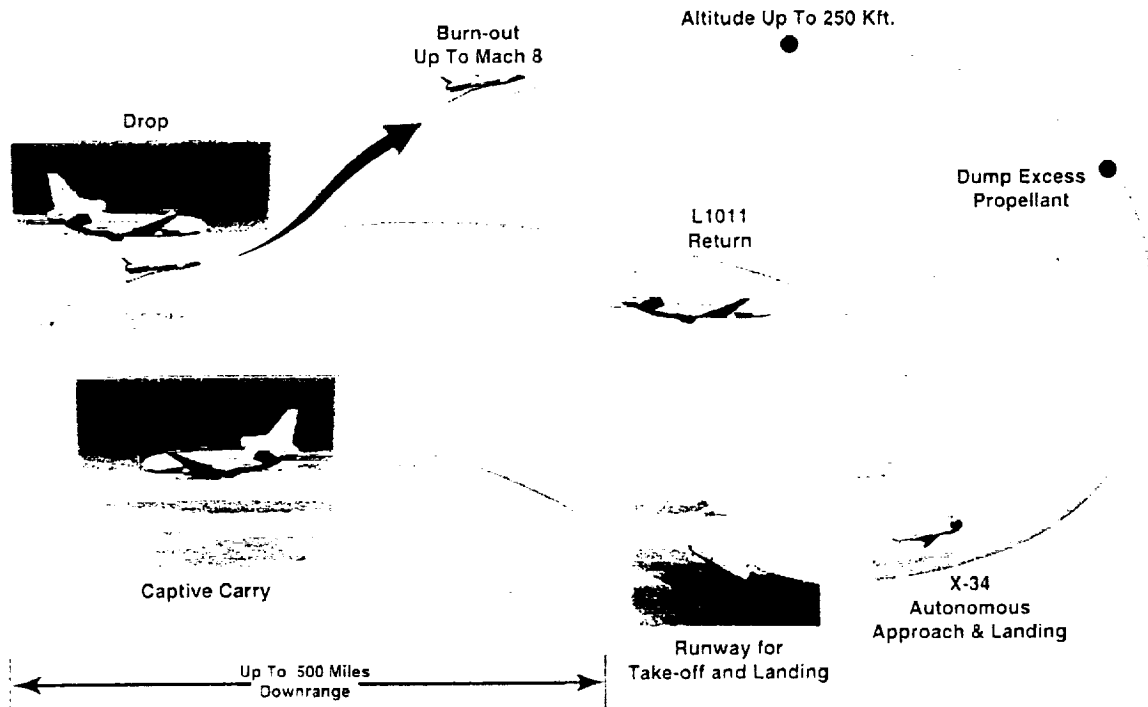 Altitude Up To 250 Kft.
Burn-out
Up To Mach 8
Drop
Dump Excess
Propellant
L1011
Return
Captive Carry
X-34
Autonomous
Approach & Landing
Runway for
Take-off and Landing
Up To 500 Miles
Downrange